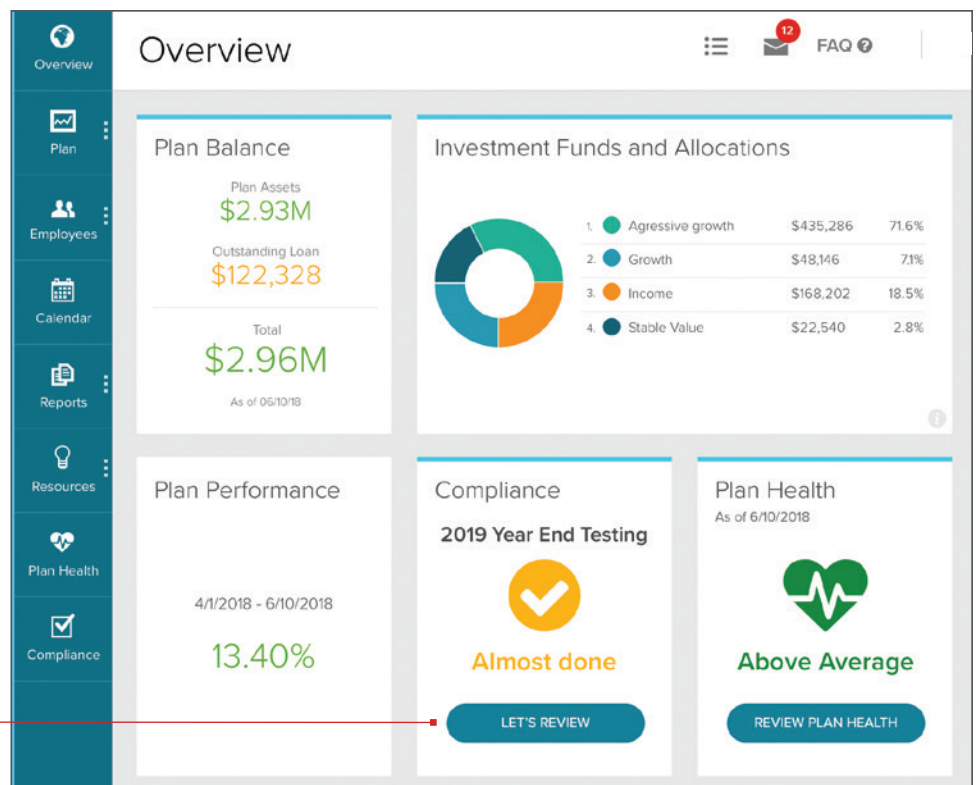 Overview
Plan
Employees
Calendar
Reports
Resources
Plan Health
Compliance
Overview
12
FAQ ?
Plan Balance
Plan Assets
$2.93M
Outstanding Loan
$122,328
Total
$2.96M
As of 06/10/18
Investment Funds and Allocations
1. Agressive growth $435,286 71.6%
2. Growth $48,146 7.1%
3. Income $168,202 18.5%
4. Stable Value $22,540 2.8%
i
Plan Performance
4/1/2018 - 6/10/2018
13.40%
Compliance
2019 Year End Testing
Almost done
LET'S REVIEW
Plan Health
As of 6/10/2018
Above Average
REVIEW PLAN HEALTH